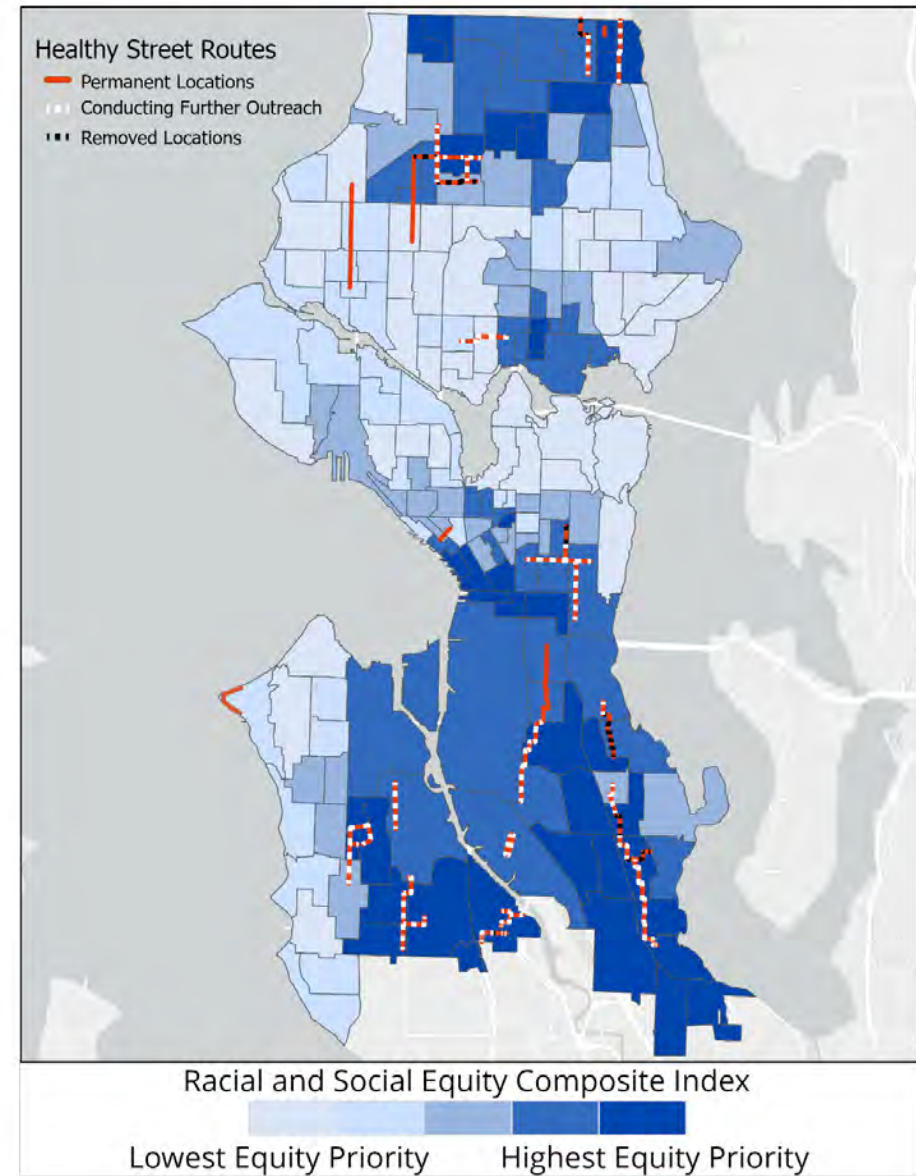 Healthy Street Routes
Permanent Locations
Conducting Further Outreach
Removed Locations
Racial and Social Equity Composite Index
Lowest Equity Priority Highest Equity Priority